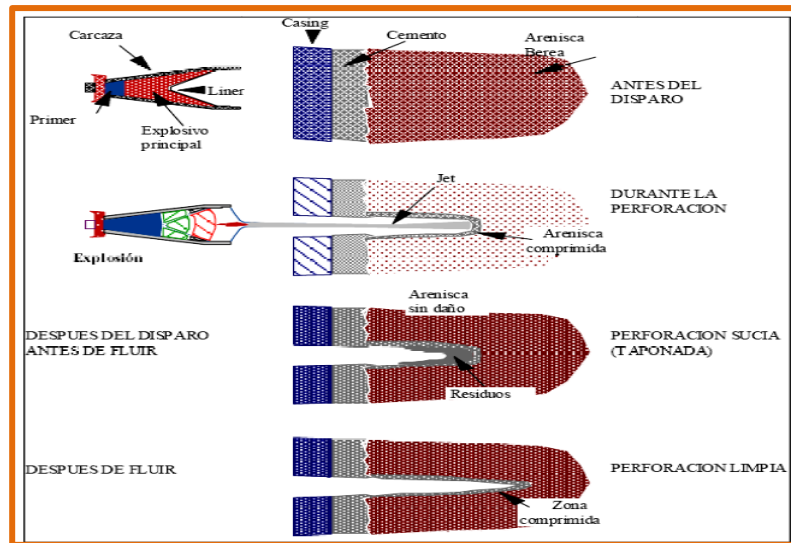 Casing
Carcaza
Cemento
Arenisca
Berea
Liner
ANTES DEL
DISPARO
Primer
Explosivo
principal
Jet
DURANTE LA
PERFORACION
Arenisca
comprimida
Explosión
Arenisca
sin daño
DESPUES DEL DISPARO
ANTES DE FLUIR
PERFORACION SUCIA
(TAPONADA)
Residuos
DESPUES DE FLUIR
PERFORACION LIMPIA
Zona
comprimida